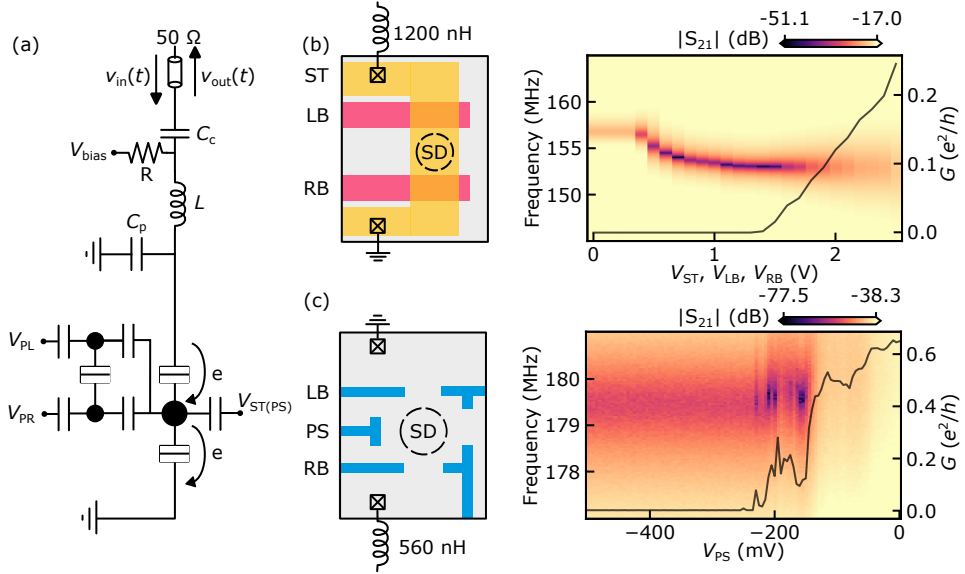 (a)
50 Ω
v_in(t)
v_out(t)
C_c
V_bias
R
L
C_p
V_PL
e
V_PR
V_ST(PS)
e
(b)
1200 nH
ST
LB
SD
RB
|S₂₁| (dB)
-51.1
-17.0
Frequency (MHz)
160
156
153
150
0
1
2
V_ST, V_LB, V_RB (V)
0.2
0.1
0.0
G (e²/h)
(c)
LB
PS
SD
RB
560 nH
|S₂₁| (dB)
-77.5
-38.3
Frequency (MHz)
180
179
178
−400
−200
0
V_PS (mV)
0.6
0.4
0.2
0.0
G (e²/h)